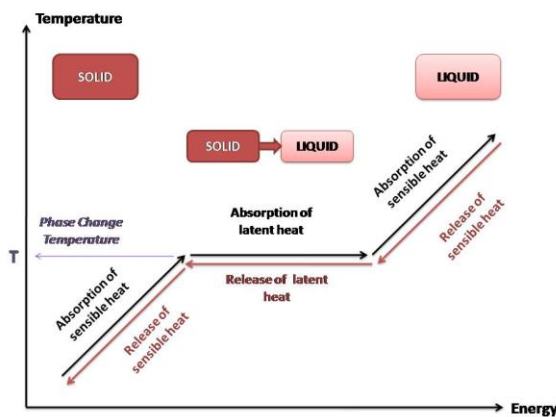 Temperature
SOLID
LIQUID
SOLID
LIQUID
Absorption of
sensible heat
Release of
sensible heat
Phase Change
Temperature
Absorption of
latent heat
T
Release of latent
heat
Absorption of
sensible heat
Release of
sensible heat
Energy